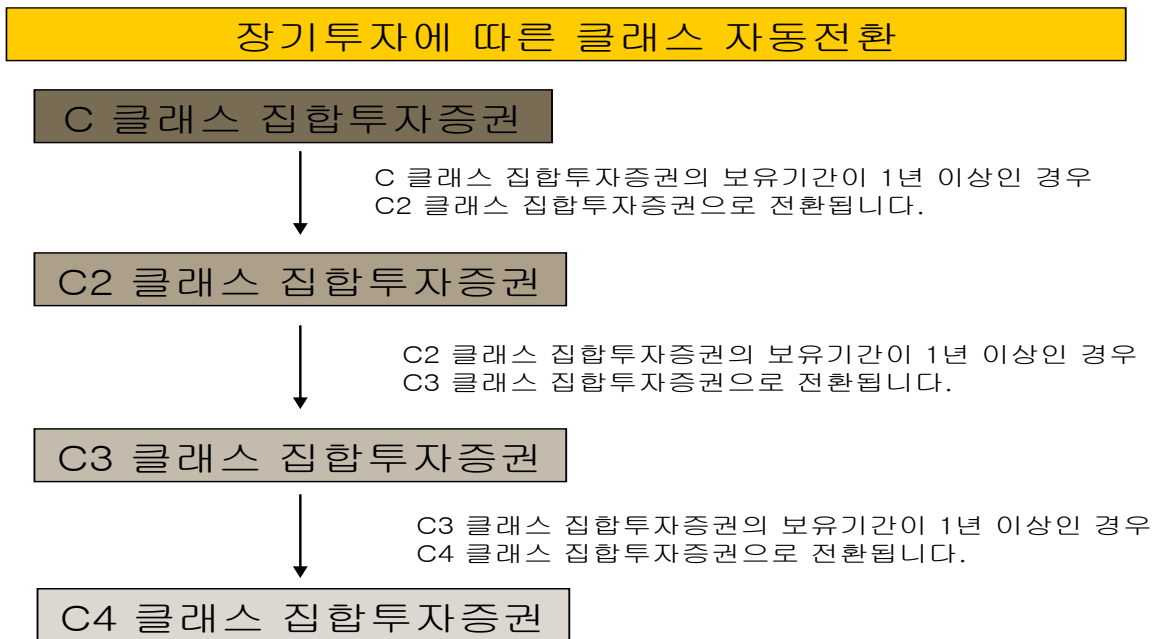 장기투자에 따른 클래스 자동전환
C 클래스 집합투자증권
C 클래스 집합투자증권의 보유기간이 1년 이상인 경우
C2 클래스 집합투자증권으로 전환됩니다.
C2 클래스 집합투자증권
C2 클래스 집합투자증권의 보유기간이 1년 이상인 경우
C3 클래스 집합투자증권으로 전환됩니다.
C3 클래스 집합투자증권
C3 클래스 집합투자증권의 보유기간이 1년 이상인 경우
C4 클래스 집합투자증권으로 전환됩니다.
C4 클래스 집합투자증권